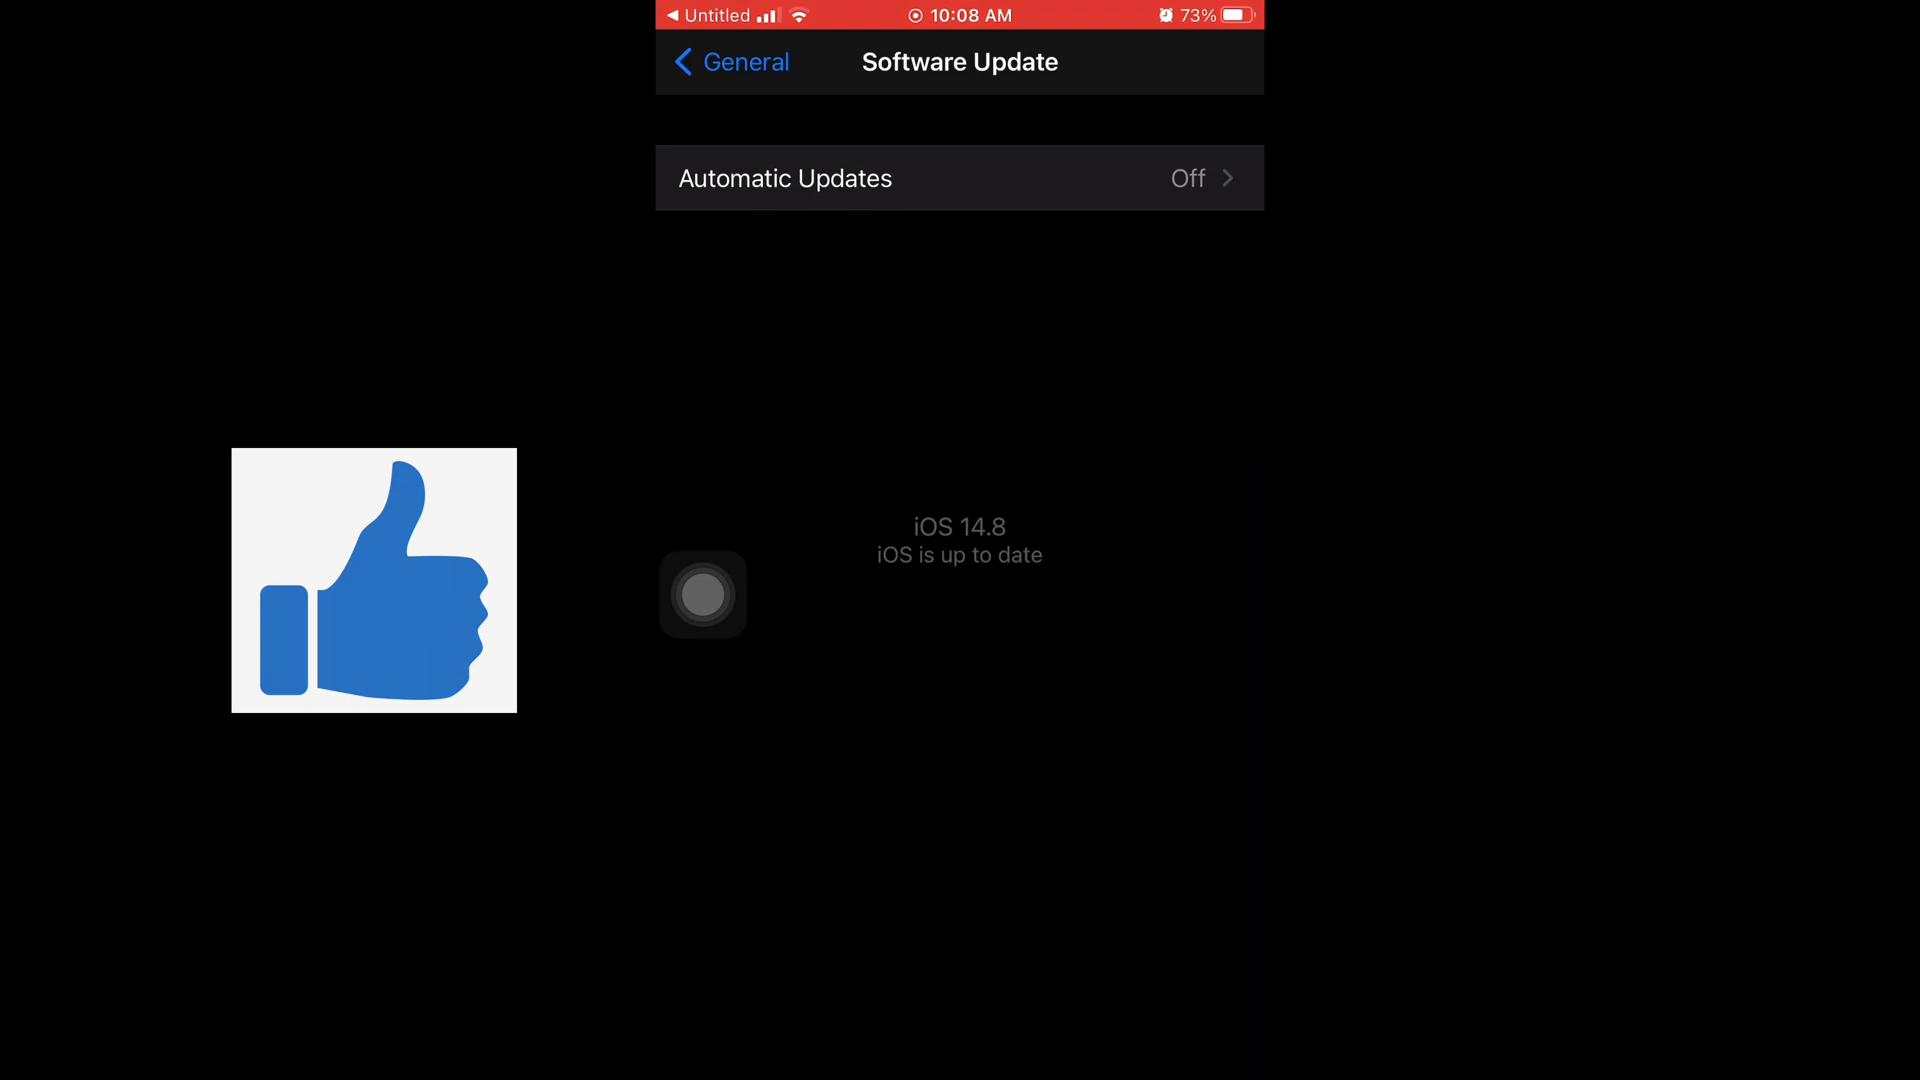 Untitled 10:08 AM 73%
General Software Update
Automatic Updates Off
iOS 14.8
iOS is up to date